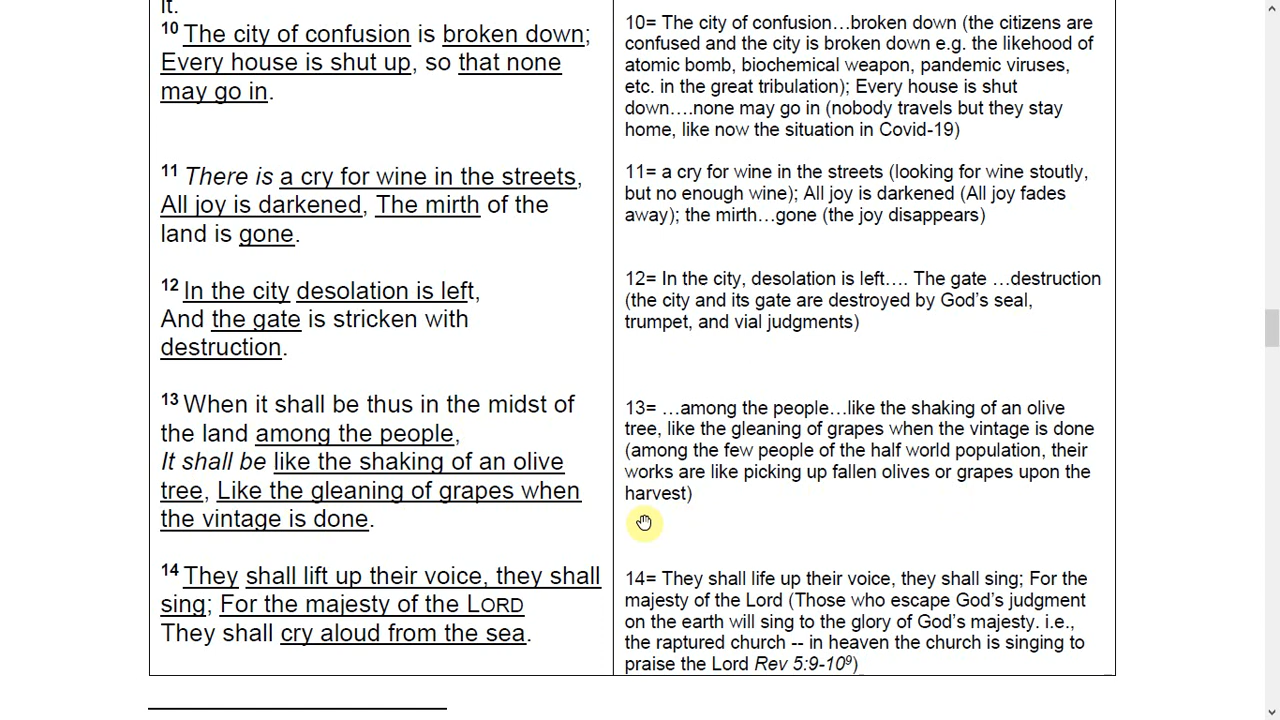 it.
10 The city of confusion is broken down;
Every house is shut up, so that none
may go in.
11 There is a cry for wine in the streets,
All joy is darkened, The mirth of the
land is gone.
12 In the city desolation is left,
And the gate is stricken with
destruction.
13 When it shall be thus in the midst of
the land among the people,
It shall be like the shaking of an olive
tree, Like the gleaning of grapes when
the vintage is done.
14 They shall lift up their voice, they shall
sing; For the majesty of the LORD
They shall cry aloud from the sea.
10= The city of confusion…broken down (the citizens are
confused and the city is broken down e.g. the likehood of
atomic bomb, biochemical weapon, pandemic viruses,
etc. in the great tribulation); Every house is shut
down….none may go in (nobody travels but they stay
home, like now the situation in Covid-19)
11= a cry for wine in the streets (looking for wine stoutly,
but no enough wine); All joy is darkened (All joy fades
away); the mirth…gone (the joy disappears)
12= In the city, desolation is left…. The gate …destruction
(the city and its gate are destroyed by God's seal,
trumpet, and vial judgments)
13= …among the people…like the shaking of an olive
tree, like the gleaning of grapes when the vintage is done
(among the few people of the half world population, their
works are like picking up fallen olives or grapes upon the
harvest)
14= They shall life up their voice, they shall sing; For the
majesty of the Lord (Those who escape God's judgment
on the earth will sing to the glory of God's majesty. i.e.,
the raptured church -- in heaven the church is singing to
praise the Lord Rev 5:9-10⁹)